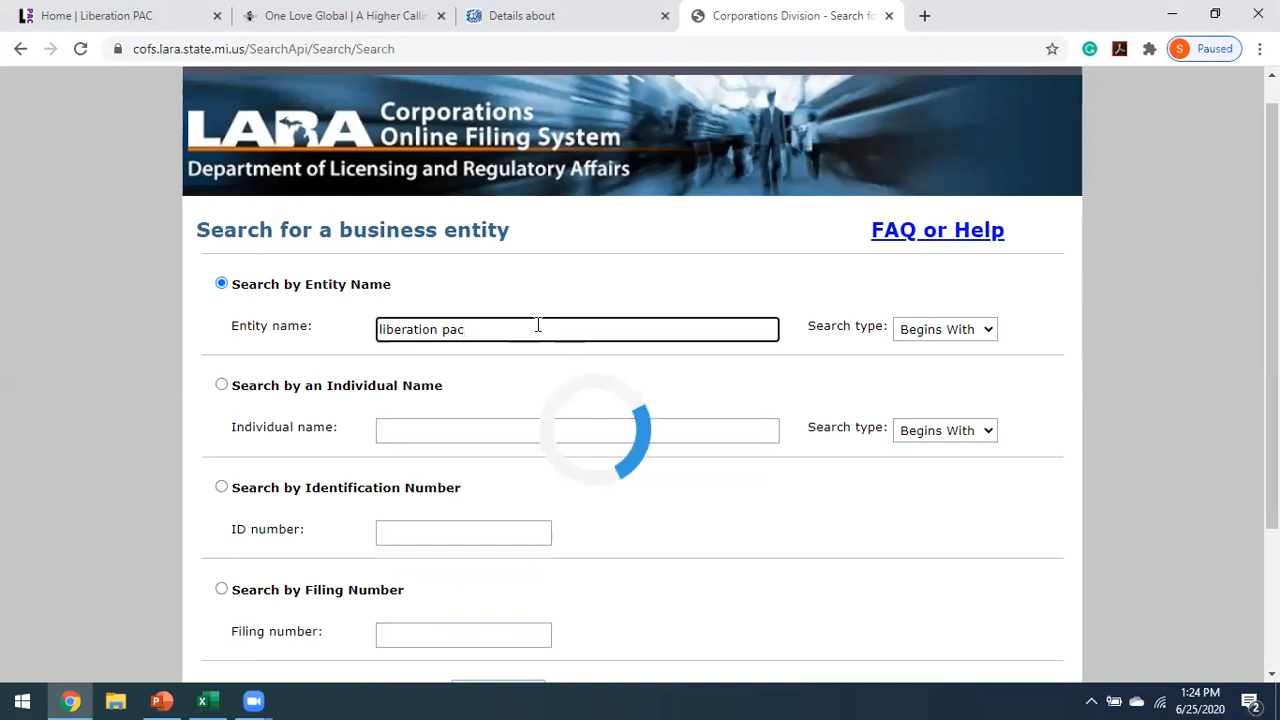 Home | Liberation PAC
One Love Global | A Higher Callin
Details about
Corporations Division - Search fo
cofs.lara.state.mi.us/SearchApi/Search/Search
S Paused
LARA Corporations
Online Filing System
Department of Licensing and Regulatory Affairs
Search for a business entity
FAQ or Help
Search by Entity Name
Entity name:
liberation pac
Search type:
Begins With
Search by an Individual Name
Individual name:
Search type:
Begins With
Search by Identification Number
ID number:
Search by Filing Number
Filing number:
1:24 PM
6/25/2020
2